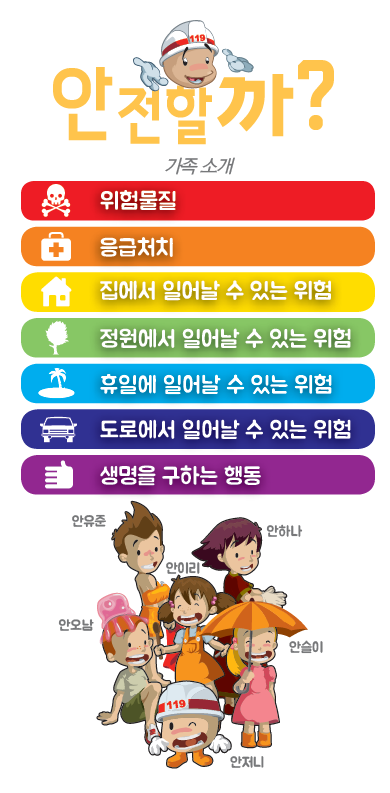 119
안전할까?
가족 소개
위험물질
응급처치
집에서 일어날 수 있는 위험
정원에서 일어날 수 있는 위험
휴일에 일어날 수 있는 위험
도로에서 일어날 수 있는 위험
생명을 구하는 행동
안유준
안하나
안이리
안오남
안슬이
119
안저니